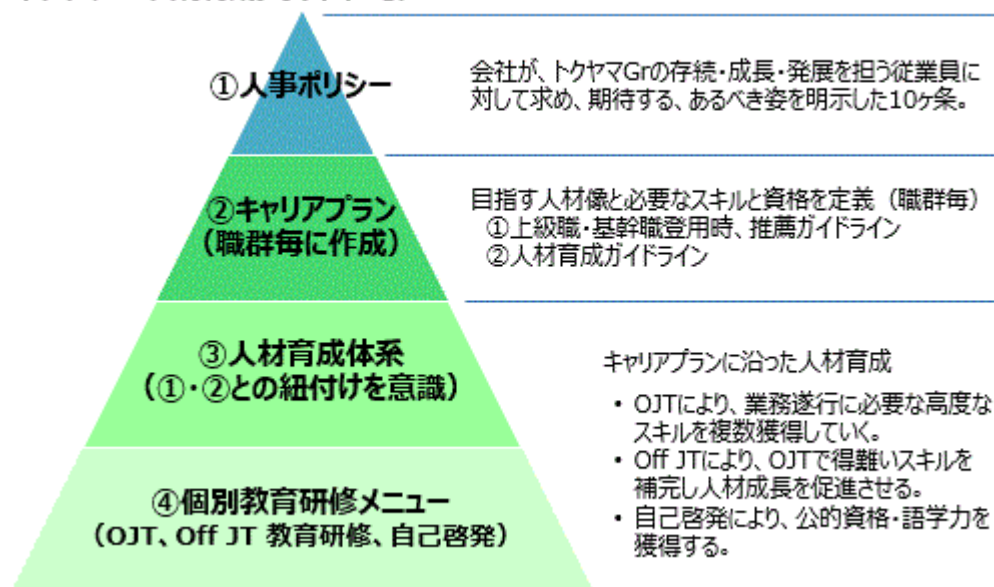 ①人事ポリシー
会社が、トクヤマGrの存続・成長・発展を担う従業員に
対して求め、期待する、あるべき姿を明示した10ヶ条。
②キャリアプラン
(職群毎に作成)
目指す人材像と必要なスキルと資格を定義(職群毎)
①上級職・基幹職登用時、推薦ガイドライン
②人材育成ガイドライン
③人材育成体系
(①・②との紐付けを意識)
キャリアプランに沿った人材育成
• OJTにより、業務遂行に必要な高度な
スキルを複数獲得していく。
• Off JTにより、OJTで得難いスキルを
補完し人材成長を促進させる。
• 自己啓発により、公的資格・語学力を
獲得する。
④個別教育研修メニュー
(OJT、Off JT 教育研修、自己啓発)